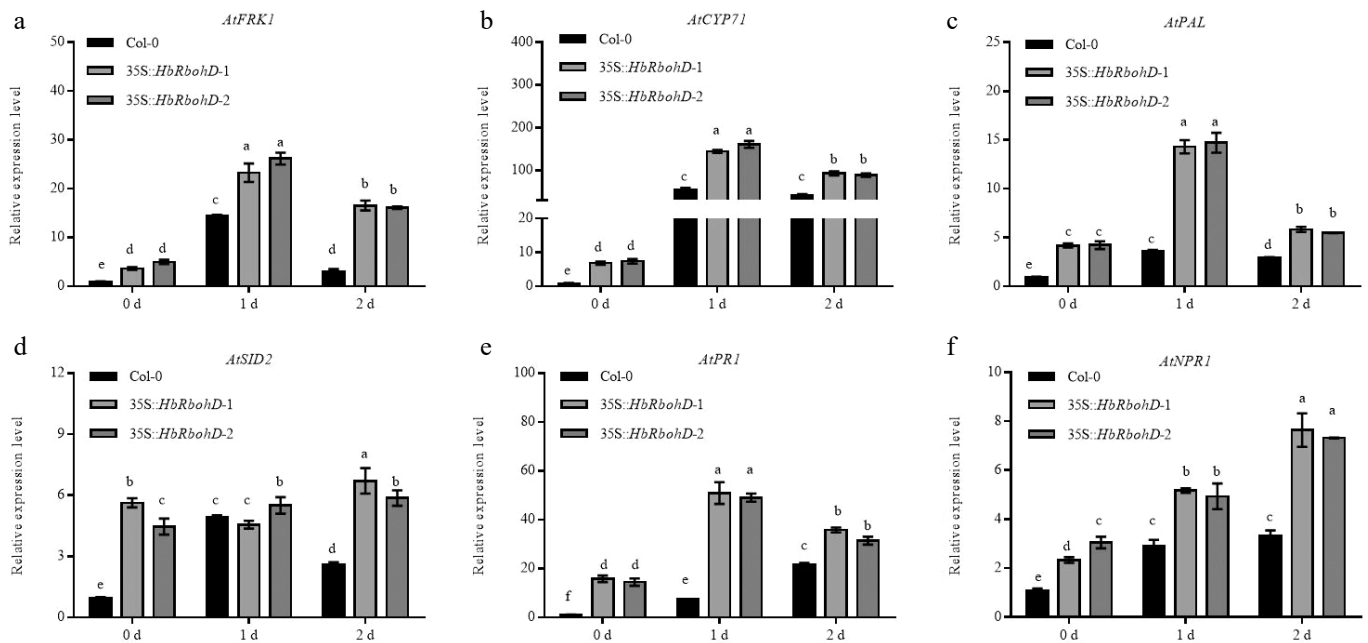 a
AtFRK1
Relative expression level
50
40
30
20
10
0
Col-0
35S::HbRbohD-1
35S::HbRbohD-2
e
d
d
c
a
a
d
b
b
0 d
1 d
2 d
b
AtCYP71
Relative expression level
400
300
200
100
20
10
0
Col-0
35S::HbRbohD-1
35S::HbRbohD-2
e
d
d
c
a
a
c
b
b
0 d
1 d
2 d
c
AtPAL
Relative expression level
25
20
15
10
5
0
Col-0
35S::HbRbohD-1
35S::HbRbohD-2
e
c
c
c
a
a
d
b
b
0 d
1 d
2 d
d
AtSID2
Relative expression level
12
9
6
3
0
Col-0
35S::HbRbohD-1
35S::HbRbohD-2
e
b
c
c
c
b
d
a
b
0 d
1 d
2 d
e
AtPR1
Relative expression level
100
80
60
40
20
0
Col-0
35S::HbRbohD-1
35S::HbRbohD-2
f
d
d
e
a
a
c
b
b
0 d
1 d
2 d
f
AtNPR1
Relative expression level
10
8
6
4
2
0
Col-0
35S::HbRbohD-1
35S::HbRbohD-2
e
d
c
c
b
b
c
a
a
0 d
1 d
2 d